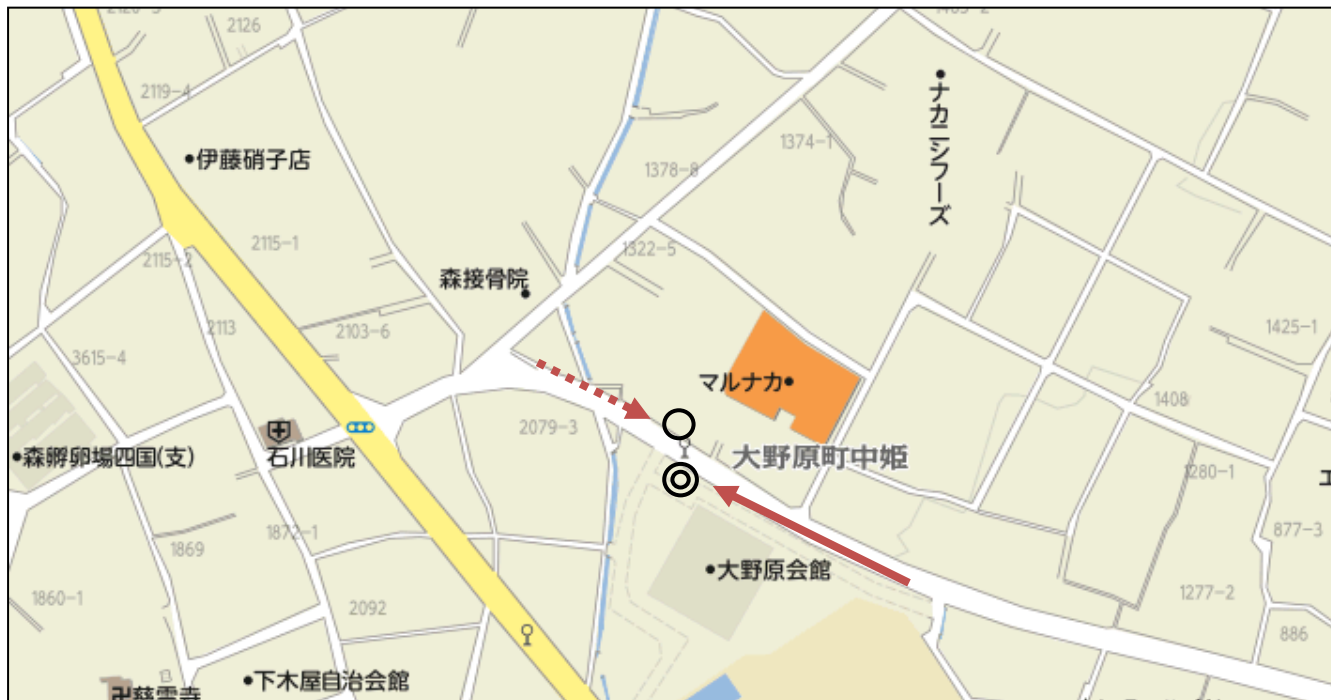 2126
2119-4
ナカニシフーズ
1374-1
伊藤硝子店
1378-8
2115-1
2115-2
1322-5
森接骨院
2113
2103-6
1425-1
3615-4
マルナカ
1408
2079-3
森孵卵場四国(支)
石川医院
大野原町中姫
1280-1
1872-1
877-3
1869
大野原会館
1860-1
2092
1277-2
886
下木屋自治会館
卍慈雲寺